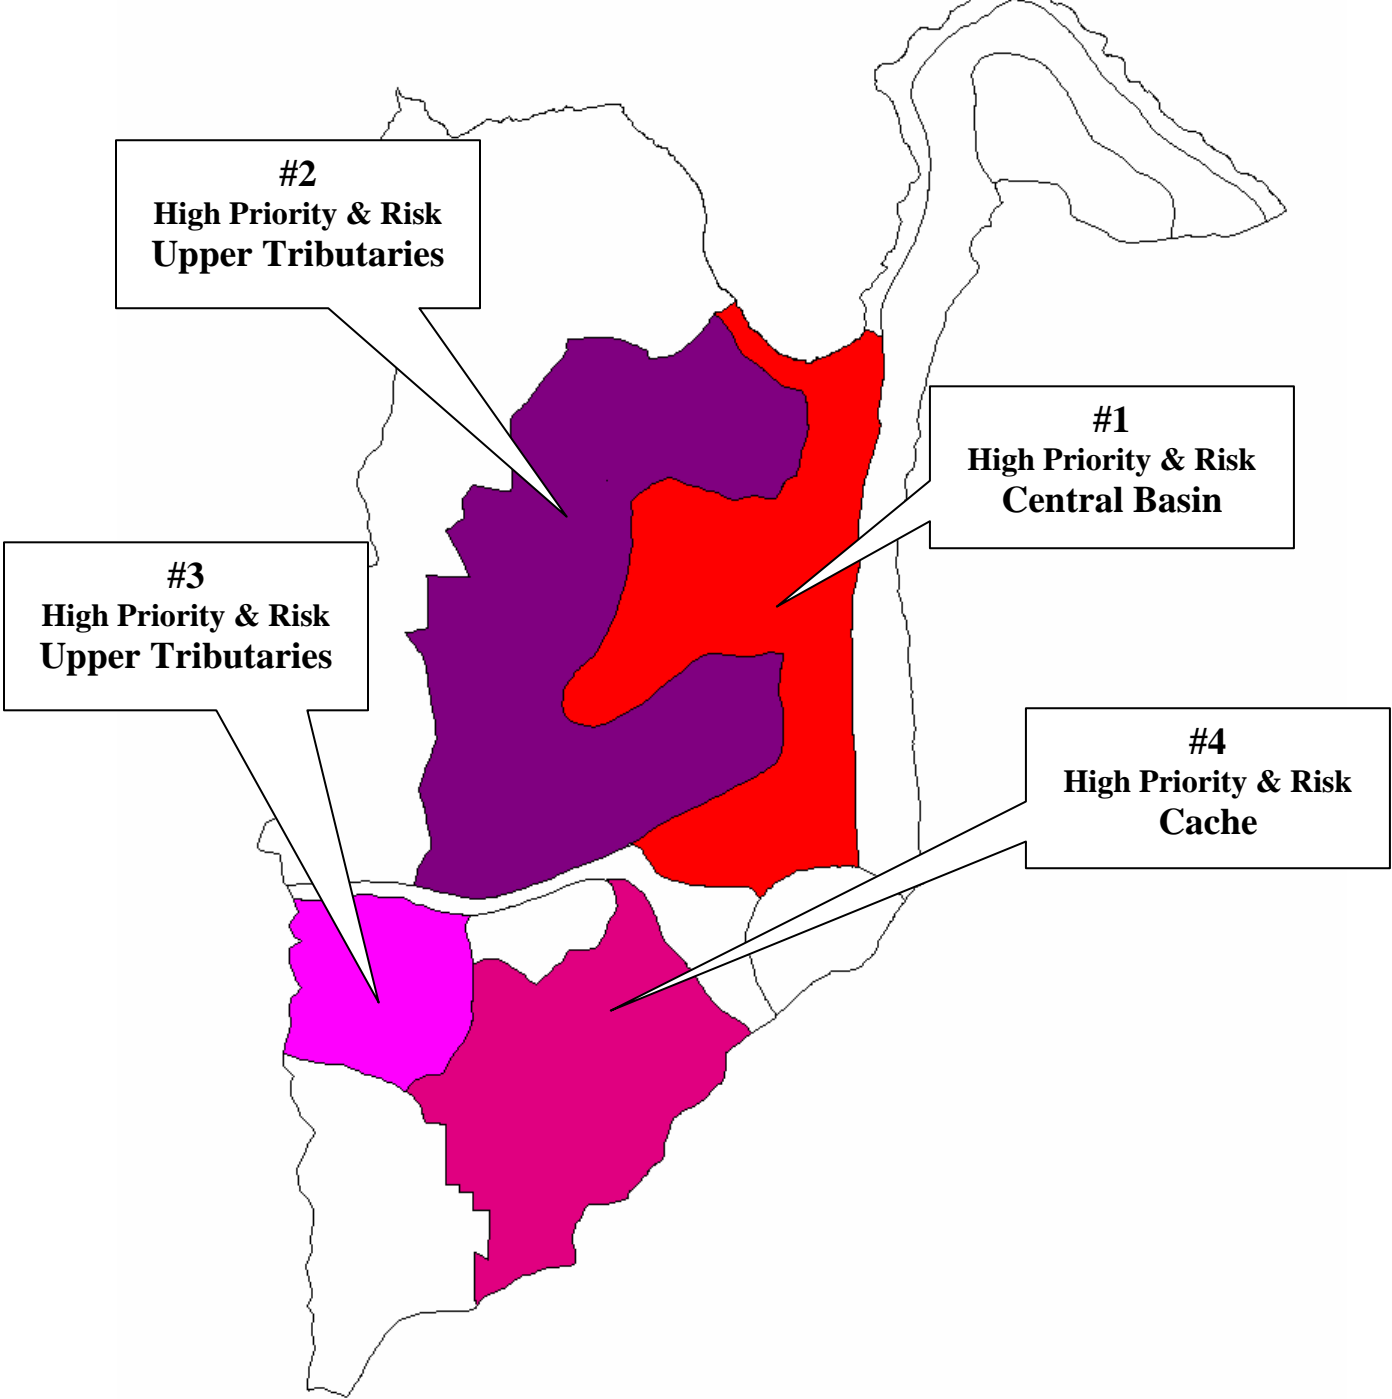 #2
High Priority & Risk
Upper Tributaries
#1
High Priority & Risk
Central Basin
#3
High Priority & Risk
Upper Tributaries
#4
High Priority & Risk
Cache